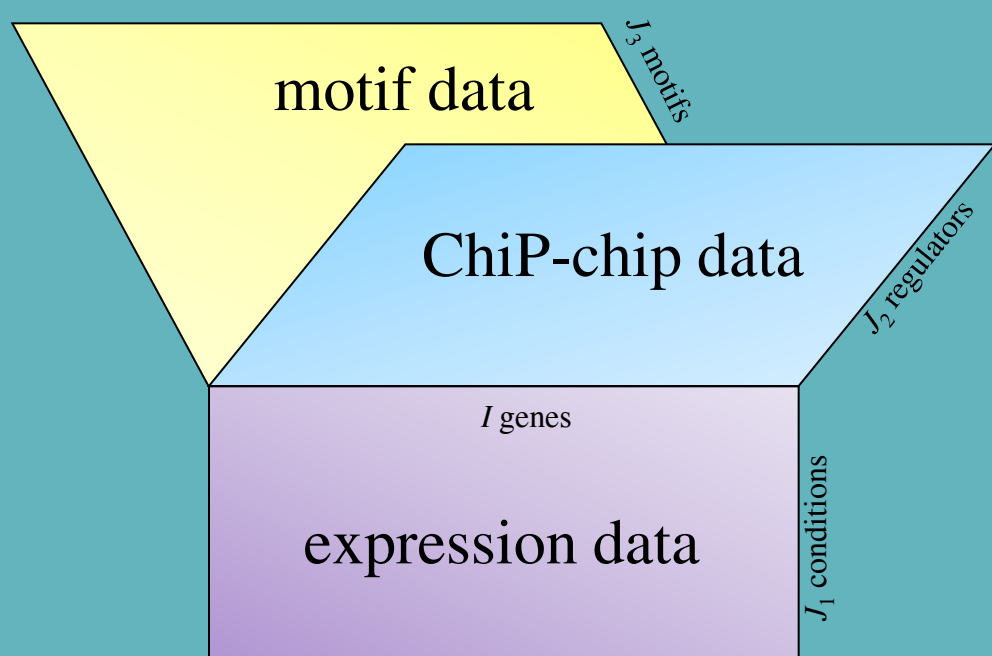 J₃ motifs
motif data
ChiP-chip data
J₂ regulators
I genes
expression data
J₁ conditions